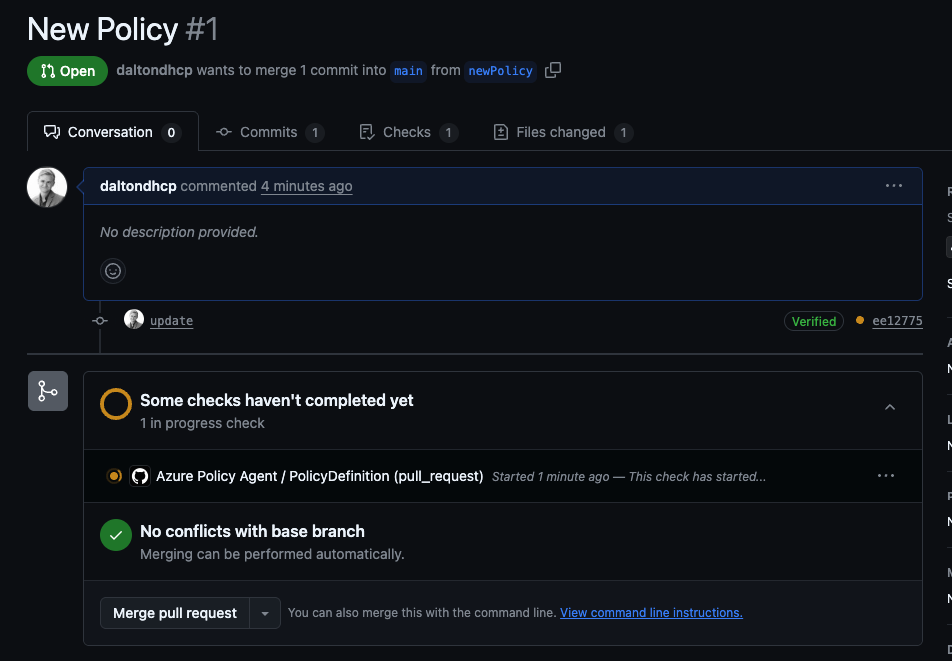 New Policy #1
Open daltondhcp wants to merge 1 commit into main from newPolicy
Conversation 0 Commits 1 Checks 1 Files changed 1
daltondhcp commented 4 minutes ago
No description provided.
update Verified ee12775
Some checks haven't completed yet
1 in progress check
Azure Policy Agent / PolicyDefinition (pull_request) Started 1 minute ago — This check has started...
No conflicts with base branch
Merging can be performed automatically.
Merge pull request You can also merge this with the command line. View command line instructions.